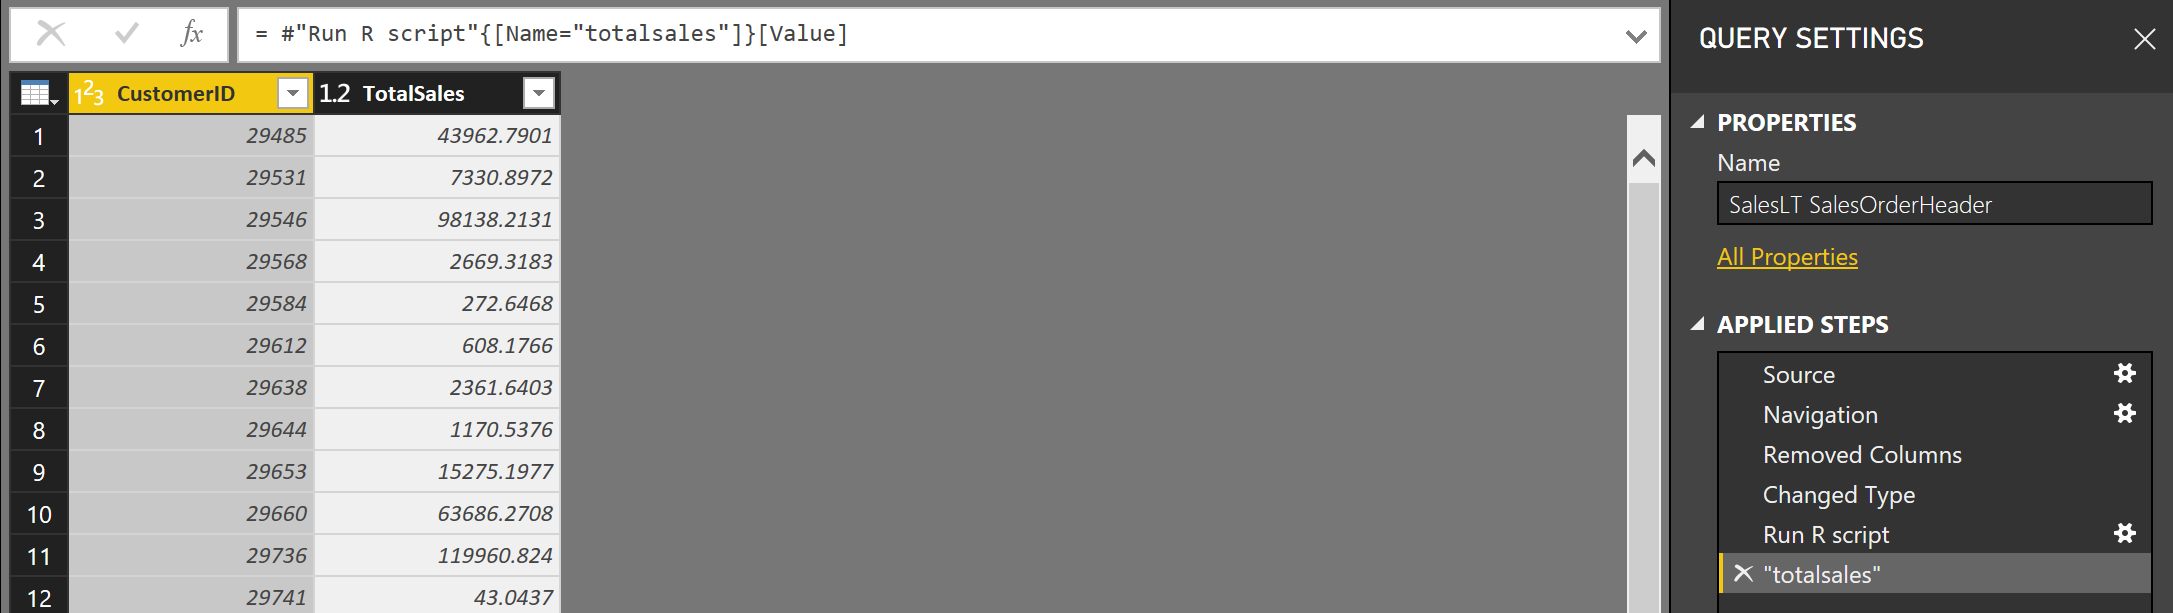 fx = #"Run R script"{[Name="totalsales"]}[Value]
123 CustomerID 1.2 TotalSales
1 29485 43962.7901
2 29531 7330.8972
3 29546 98138.2131
4 29568 2669.3183
5 29584 272.6468
6 29612 608.1766
7 29638 2361.6403
8 29644 1170.5376
9 29653 15275.1977
10 29660 63686.2708
11 29736 119960.824
12 29741 43.0437
QUERY SETTINGS
PROPERTIES
Name
SalesLT SalesOrderHeader
All Properties
APPLIED STEPS
Source
Navigation
Removed Columns
Changed Type
Run R script
"totalsales"